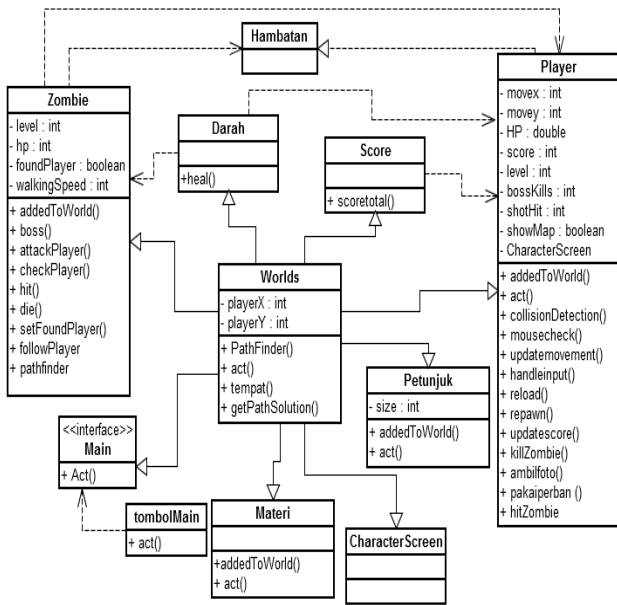 Hambatan
Zombie
- level : int
- hp : int
- foundPlayer : boolean
- walkingSpeed : int
+ addedToWorld()
+ boss()
+ attackPlayer()
+ checkPlayer()
+ hit()
+ die()
+ setFoundPlayer()
+ followPlayer
+ pathfinder
Darah
+heal()
Score
+ scoretotal()
Player
- movex : int
- movey : int
- HP : double
- score : int
- level : int
- bossKills : int
- shotHit : int
- showMap : boolean
- CharacterScreen
+ addedToWorld()
+ act()
+ collisionDetection()
+ mousecheck()
+ updatemovement()
+ handleinput()
+ reload()
+ repawn()
+ updatescore()
+ killZombie()
+ ambilfoto()
+ pakaiperban ()
+ hitZombie
Worlds
- playerX : int
- playerY : int
+ PathFinder()
+ act()
+ tempat()
+ getPathSolution()
Petunjuk
- size : int
+ addedToWorld()
+ act()
<<interface>>
Main
+ Act()
tombolMain
+ act()
Materi
+addedToWorld()
+ act()
CharacterScreen